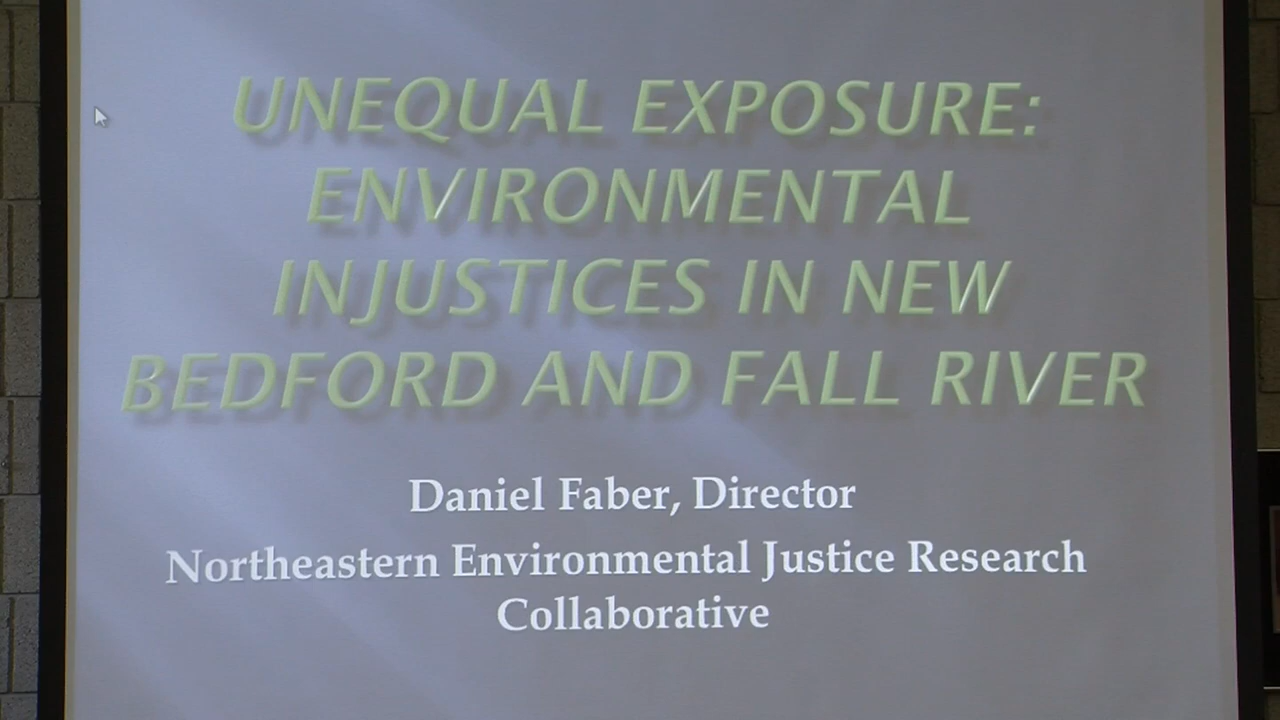 UNEQUAL EXPOSURE:
ENVIRONMENTAL
INJUSTICES IN NEW
BEDFORD AND FALL RIVER
Daniel Faber, Director
Northeastern Environmental Justice Research
Collaborative